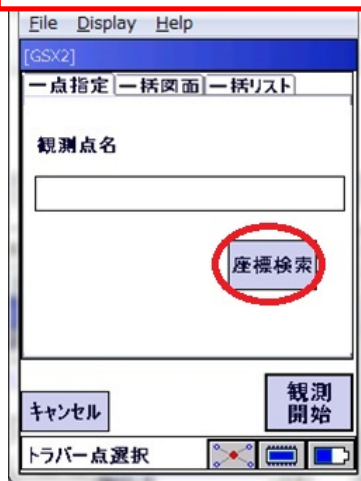 File Display Help
[GSX2]
一点指定 一括図面 一括リスト
観測点名
座標検索
キャンセル
観測
開始
トラバー点選択